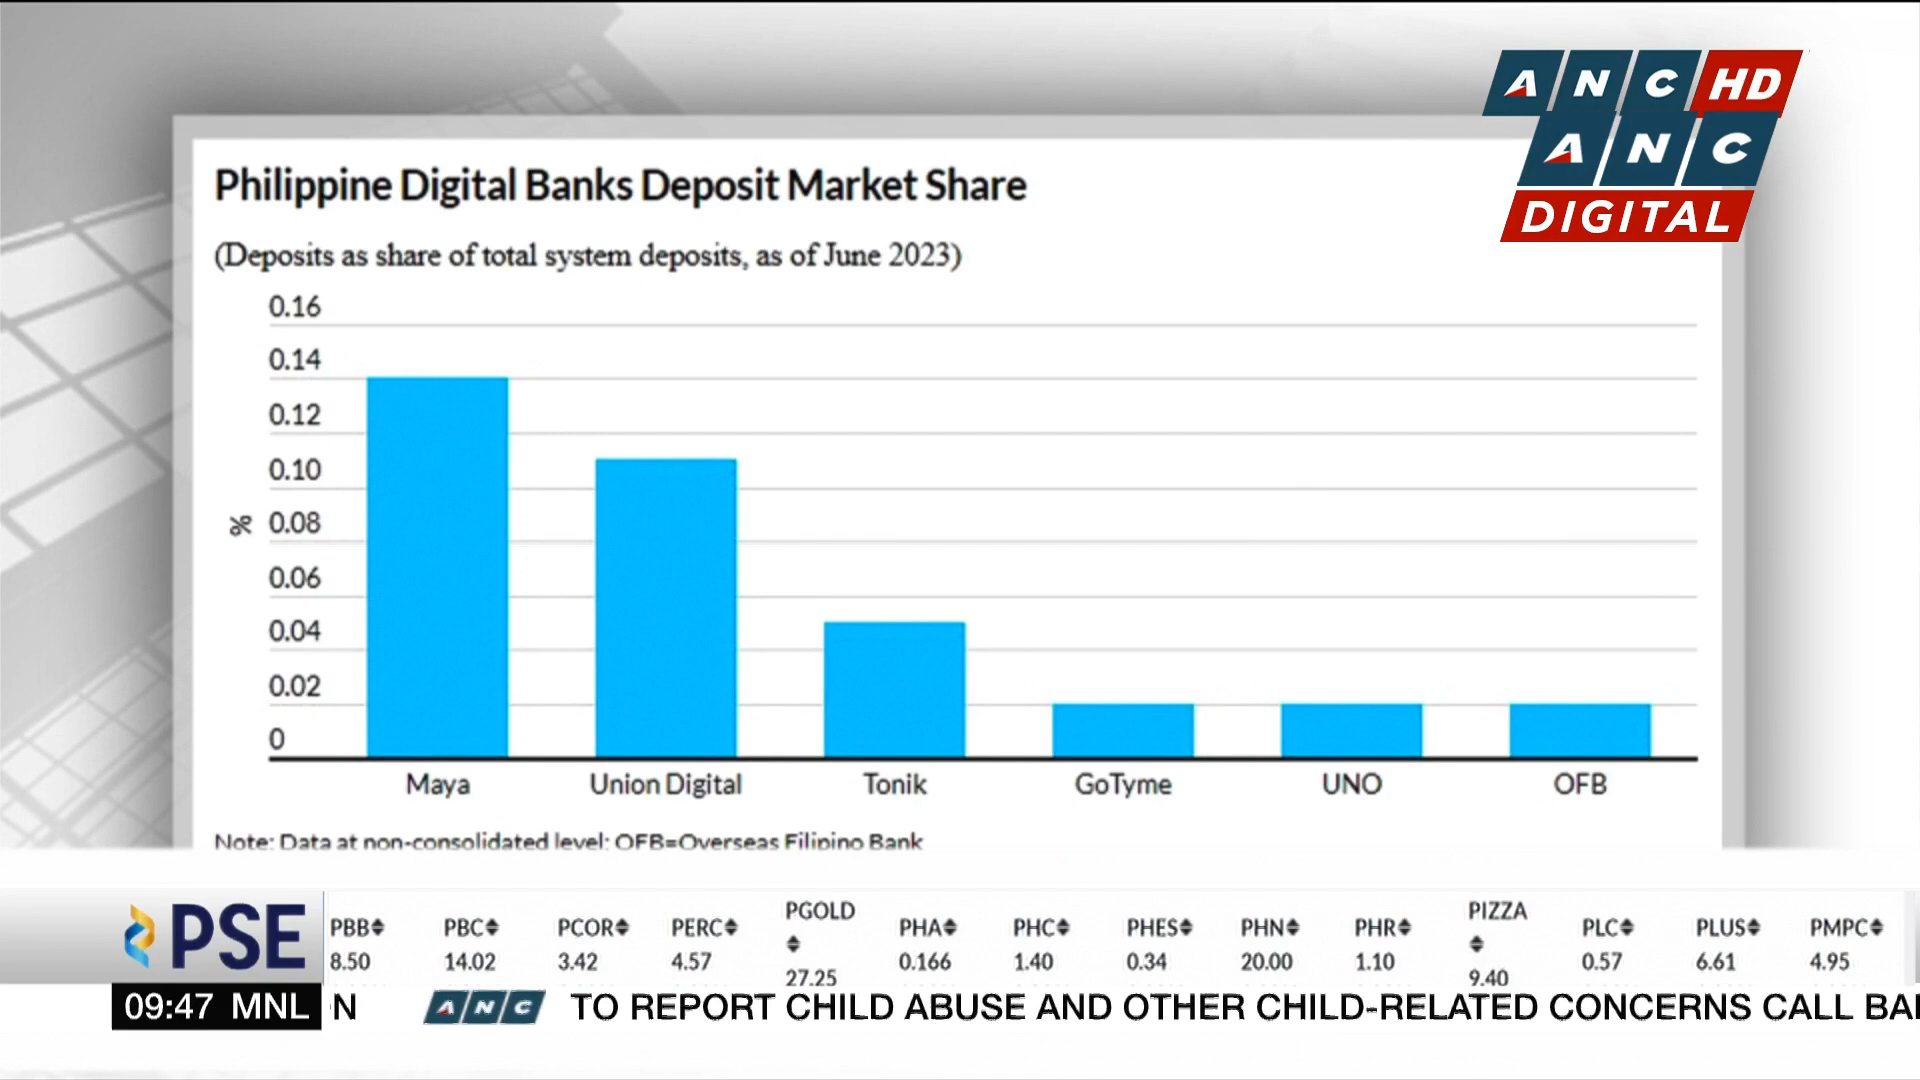 ANC HD
ANC
DIGITAL
Philippine Digital Banks Deposit Market Share
(Deposits as share of total system deposits, as of June 2023)
0.16
0.14
0.12
0.10
%
0.08
0.06
0.04
0.02
0
Maya Union Digital Tonik GoTyme UNO OFB
Note: Data at non-consolidated level; OFB=Overseas Filipino Bank
PSE
PBB PBC PCOR PERC PGOLD PHA PHC PHES PHN PHR PIZZA PLC PLUS PMPC
8.50 14.02 3.42 4.57 27.25 0.166 1.40 0.34 20.00 1.10 9.40 0.57 6.61 4.95
09:47 MNL N ANC TO REPORT CHILD ABUSE AND OTHER CHILD-RELATED CONCERNS CALL